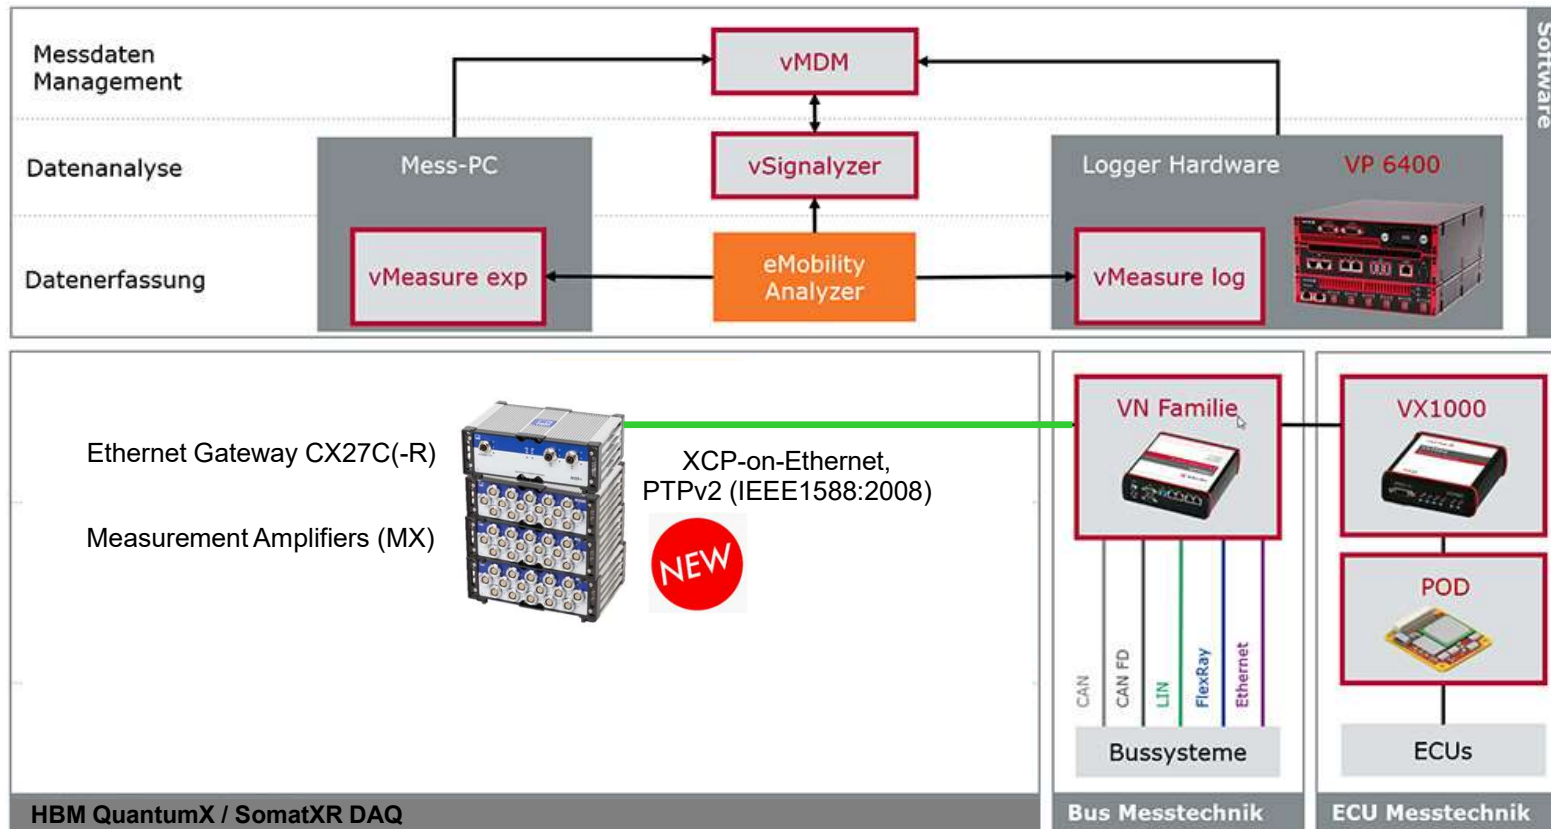 Messdaten
Management
vMDM
Software
Datenanalyse
Mess-PC
vSignalyzer
Logger Hardware
VP 6400
Datenerfassung
vMeasure exp
eMobility
Analyzer
vMeasure log
Ethernet Gateway CX27C(-R)
Measurement Amplifiers (MX)
XCP-on-Ethernet,
PTPv2 (IEEE1588:2008)
NEW
VN Familie
VX1000
POD
CAN
CAN FD
LIN
FlexRay
Ethernet
Bussysteme
ECUs
HBM QuantumX / SomatXR DAQ
Bus Messtechnik
ECU Messtechnik